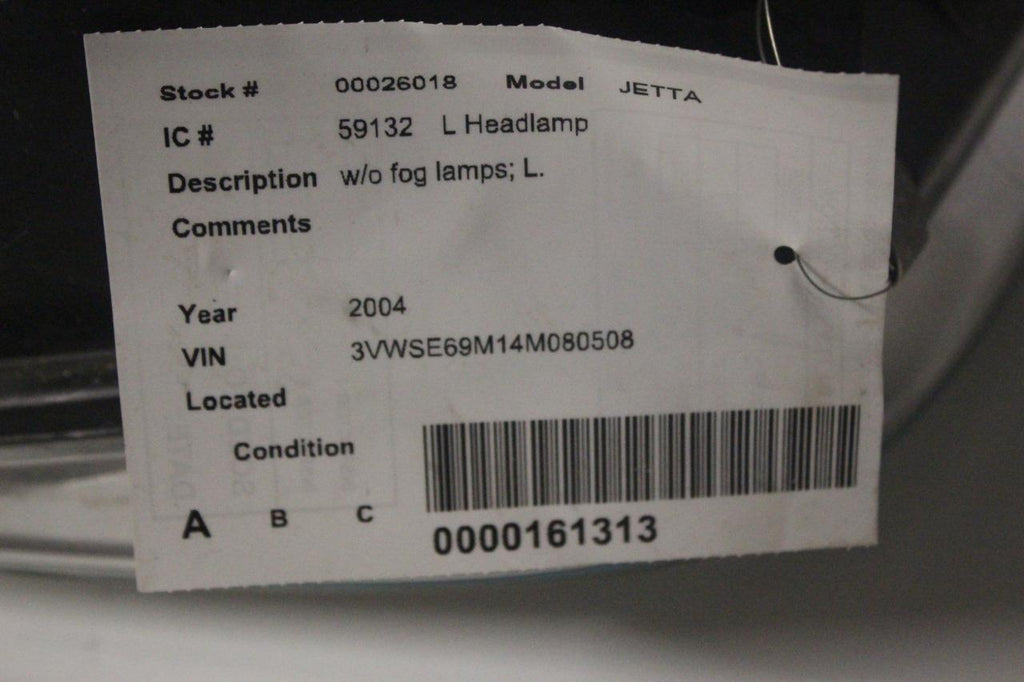 Stock # 00026018 Model JETTA
IC # 59132 L Headlamp
Description w/o fog lamps; L.
Comments
Year 2004
VIN 3VWSE69M14M080508
Located
Condition
A B C
0000161313